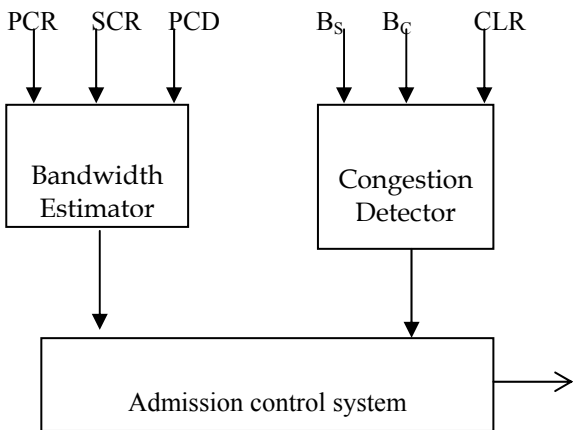 PCR SCR PCD
B_S B_C CLR
Bandwidth
Estimator
Congestion
Detector
Admission control system